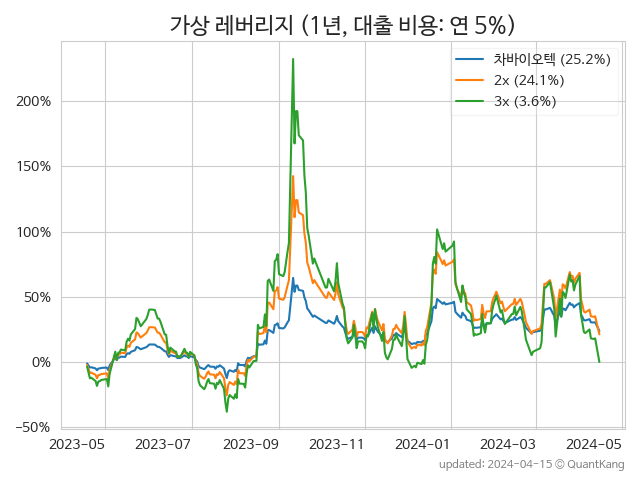 가상 레버리지 (1년, 대출 비용: 연 5%)
차바이오텍 (25.2%)
2x (24.1%)
3x (3.6%)
200%
150%
100%
50%
0%
−50%
2023-05 2023-07 2023-09 2023-11 2024-01 2024-03 2024-05
updated: 2024-04-15 © QuantKang